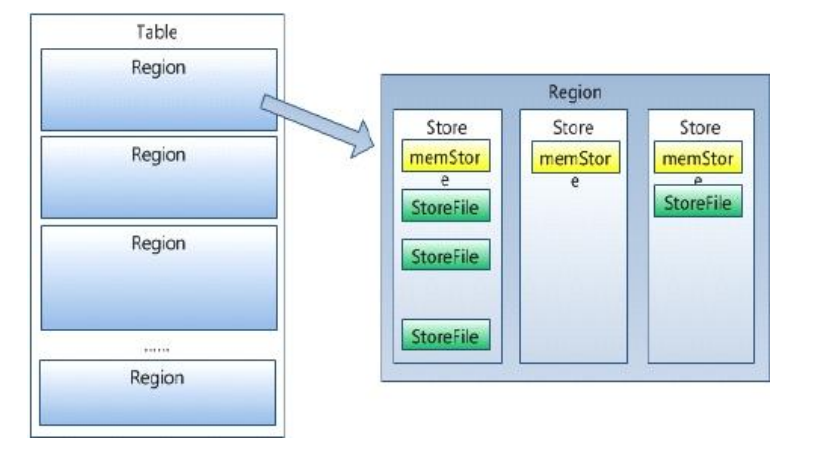 Table
Region
Region
Region
......
Region
Region
Store
memStor
e
StoreFile
StoreFile
StoreFile
Store
memStor
e
Store
memStor
e
StoreFile